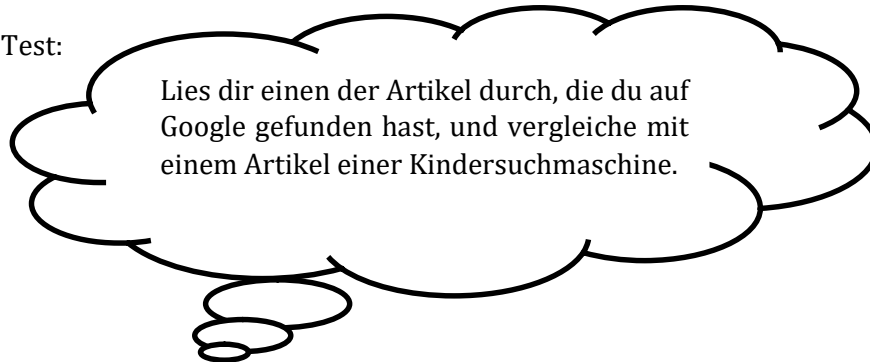 Test:
Lies dir einen der Artikel durch, die du auf
Google gefunden hast, und vergleiche mit
einem Artikel einer Kindersuchmaschine.